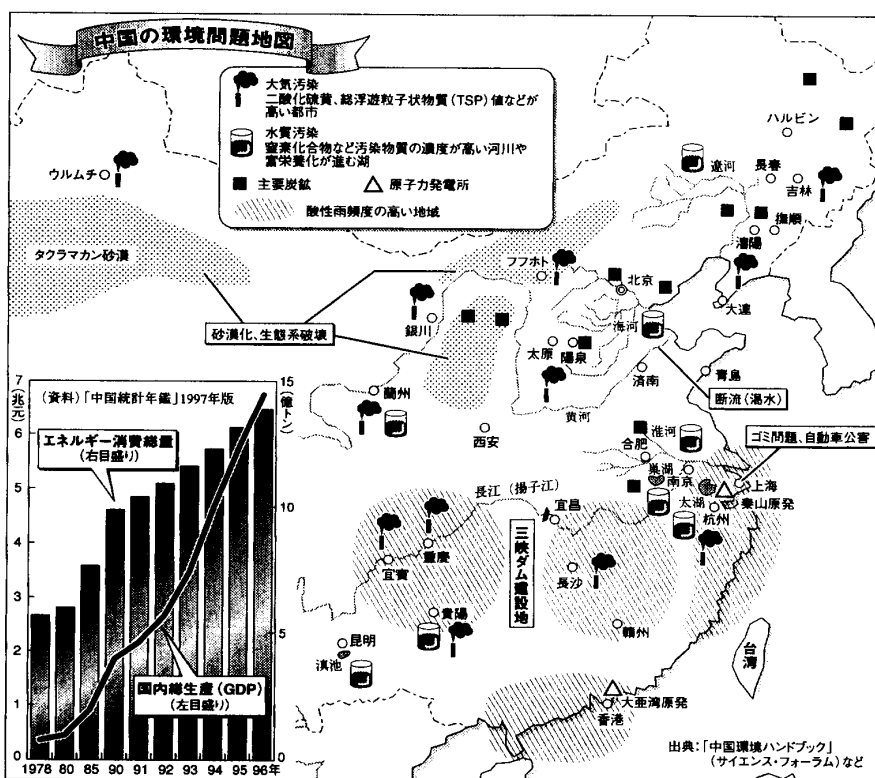 中国の環境問題地図
大気汚染
二酸化硫黄、総浮遊粒子状物質(TSP)値などが
高い都市
水質汚染
窒素化合物など汚染物質の濃度が高い河川や
富栄養化が進む湖
主要炭鉱
原子力発電所
酸性雨頻度の高い地域
ハルビン
遼河
長春
吉林
撫順
瀋陽
ウルムチ
タクラマカン砂漠
フフホト
北京
大連
銀川
海河
砂漠化、生態系破壊
太原
陽泉
済南
青島
蘭州
黄河
断流(渇水)
西安
ゴミ問題、自動車公害
淮河
合肥
巣湖
南京
上海
太湖
秦山原発
杭州
長江(揚子江)
宜昌
重慶
宜賓
三峡ダム建設地
長沙
貴陽
贛州
昆明
滇池
台湾
大亜湾原発
香港
出典:「中国環境ハンドブック」
(サイエンス・フォーラム)など
(資料)「中国統計年鑑」1997年版
7
(兆元)
6
5
4
3
2
1
0
15
(億トン)
10
5
0
エネルギー消費総量
(右目盛り)
国内総生産(GDP)
(左目盛り)
1978 80 85 90 91 92 93 94 95 96年